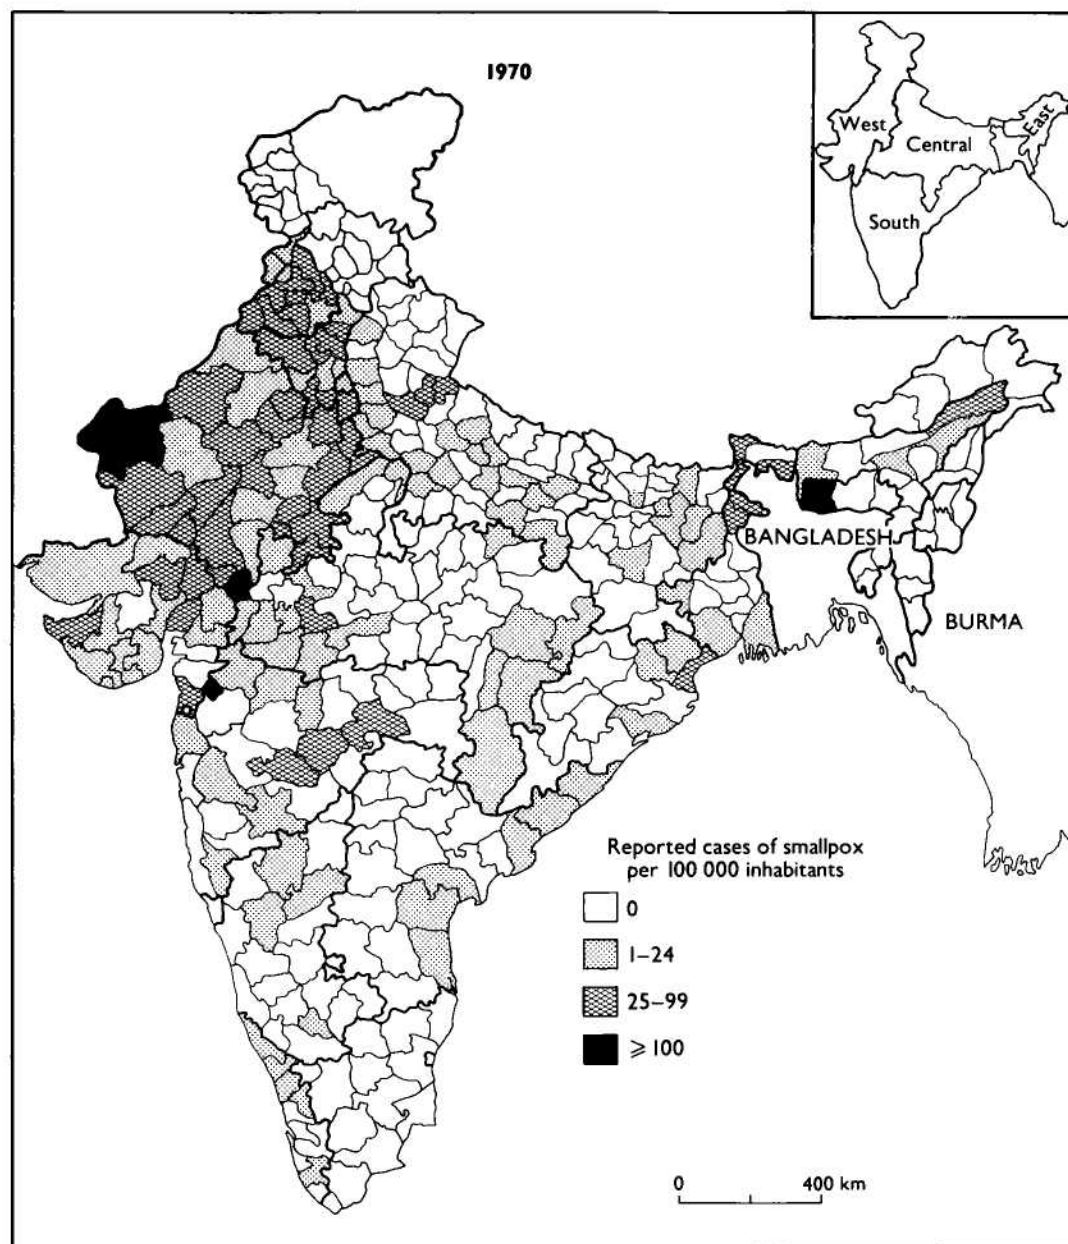 1970
West
Central
East
South
BANGLADESH
BURMA
Reported cases of smallpox
per 100 000 inhabitants
0
1–24
25–99
⩾ 100
0 400 km